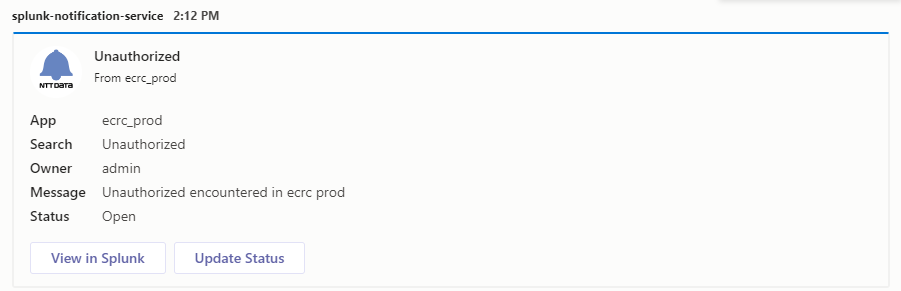 splunk-notification-service 2:12 PM
Unauthorized
From ecrc_prod
NTT DATA
App ecrc_prod
Search Unauthorized
Owner admin
Message Unauthorized encountered in ecrc prod
Status Open
View in Splunk Update Status